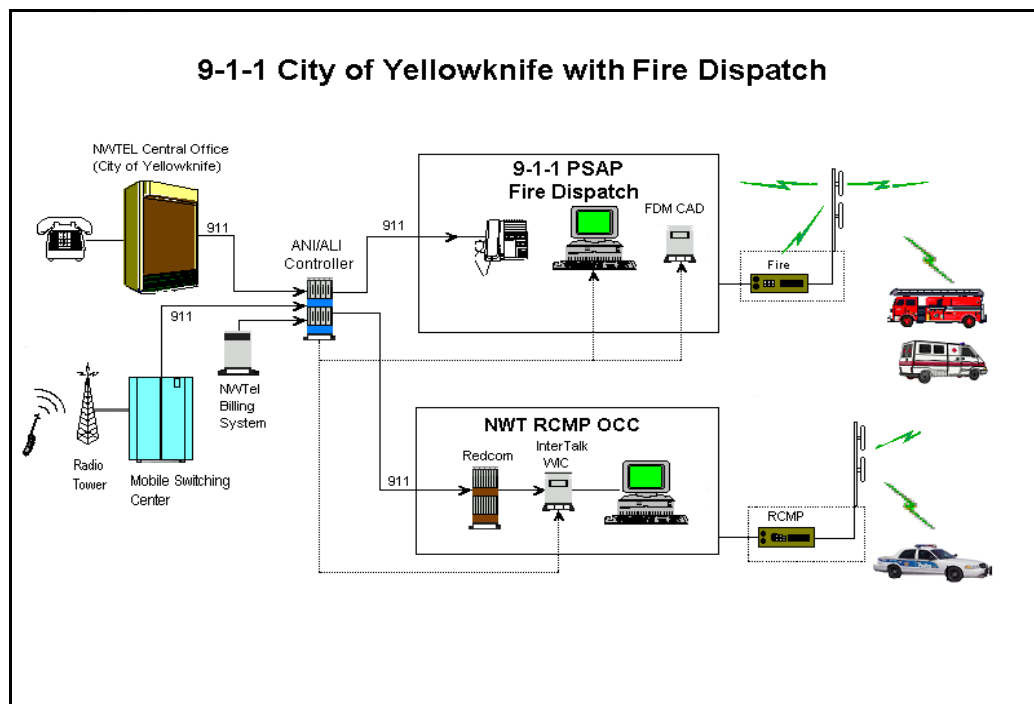 9-1-1 City of Yellowknife with Fire Dispatch
NWTEL Central Office
(City of Yellowknife)
911
ANI/ALI
Controller
911
9-1-1 PSAP
Fire Dispatch
FDM CAD
Fire
911
NWTel
Billing
System
Radio
Tower
Mobile Switching
Center
911
NWT RCMP OCC
Redcom
InterTalk
WIC
RCMP